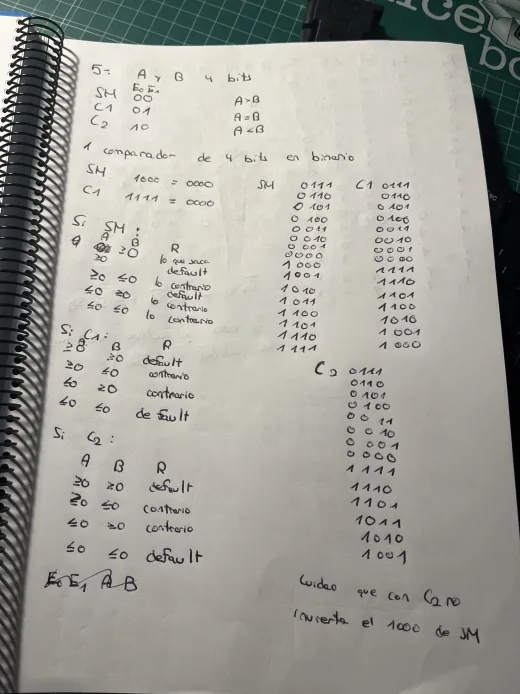 5- A y B 4 bits
E0 E1
SM 00 A>B
C1 01 A=B
C2 10 A<B
1 comparador de 4 bits en binario
SM 1000 = 0000
C1 1111 = 0000
Si SM:
A B R
≥0 ≥0 lo que saca default
≥0 ≤0 lo contrario
≤0 ≥0 lo default
≤0 ≤0 lo contrario
Si C1:
A B R
≥0 ≥0 default
≥0 ≤0 contrario
≤0 ≥0 contrario
≤0 ≤0 default
Si C2:
A B R
≥0 ≥0 default
≥0 ≤0 contrario
≤0 ≥0 contrario
≤0 ≤0 default
E0 E1 A B
SM C1
0111 0111
0110 0110
0101 0101
0100 0100
0011 0011
0010 0010
0001 0001
0000 0000
1000 1111
1001 1110
1010 1101
1011 1100
1100 1010
1101 1001
1110 1000
1111
C2
0111
0110
0101
0100
0011
0010
0001
0000
1111
1110
1101
1011
1010
1001
Cuidao que con C2 no
invierta el 1000 de SM